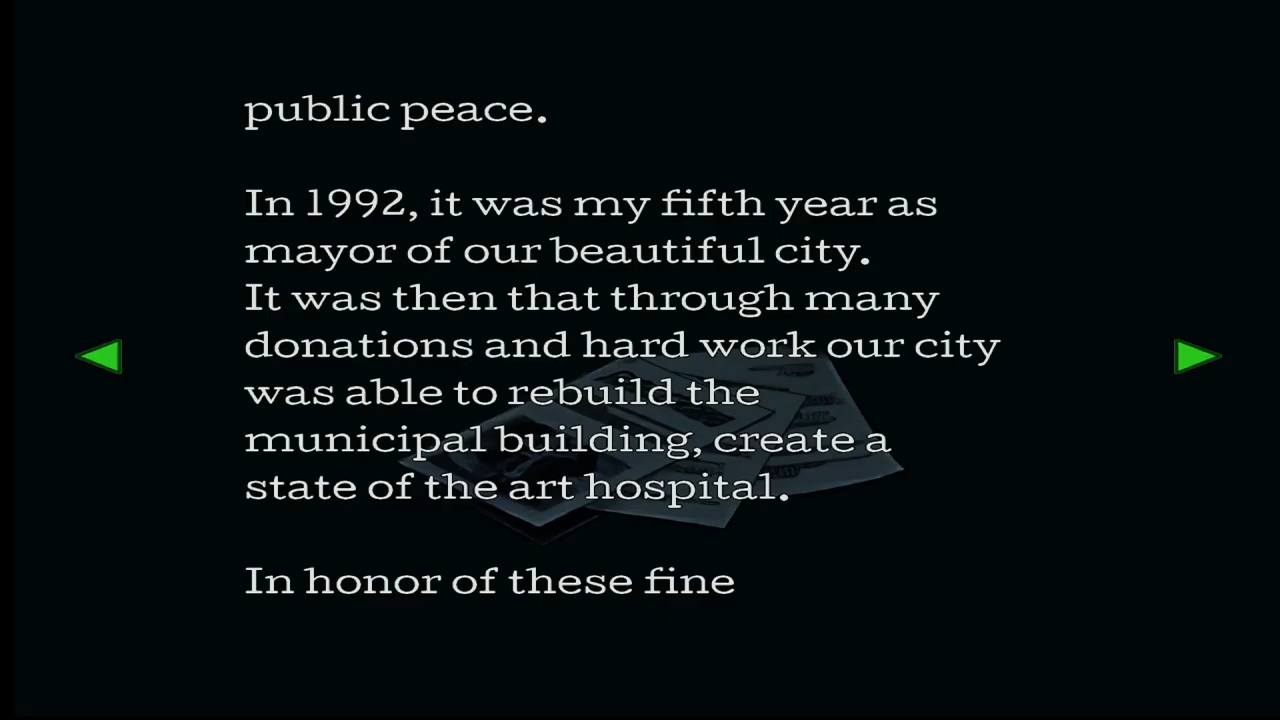 public peace.
In 1992, it was my fifth year as
mayor of our beautiful city.
It was then that through many
donations and hard work our city
was able to rebuild the
municipal building, create a
state of the art hospital.
In honor of these fine